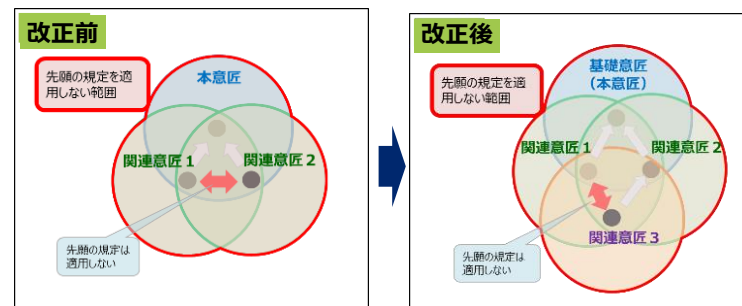 改正前
先願の規定を適
用しない範囲
本意匠
関連意匠1
関連意匠2
先願の規定は
適用しない
改正後
先願の規定を適
用しない範囲
基礎意匠
(本意匠)
関連意匠1
関連意匠2
関連意匠3
先願の規定は
適用しない